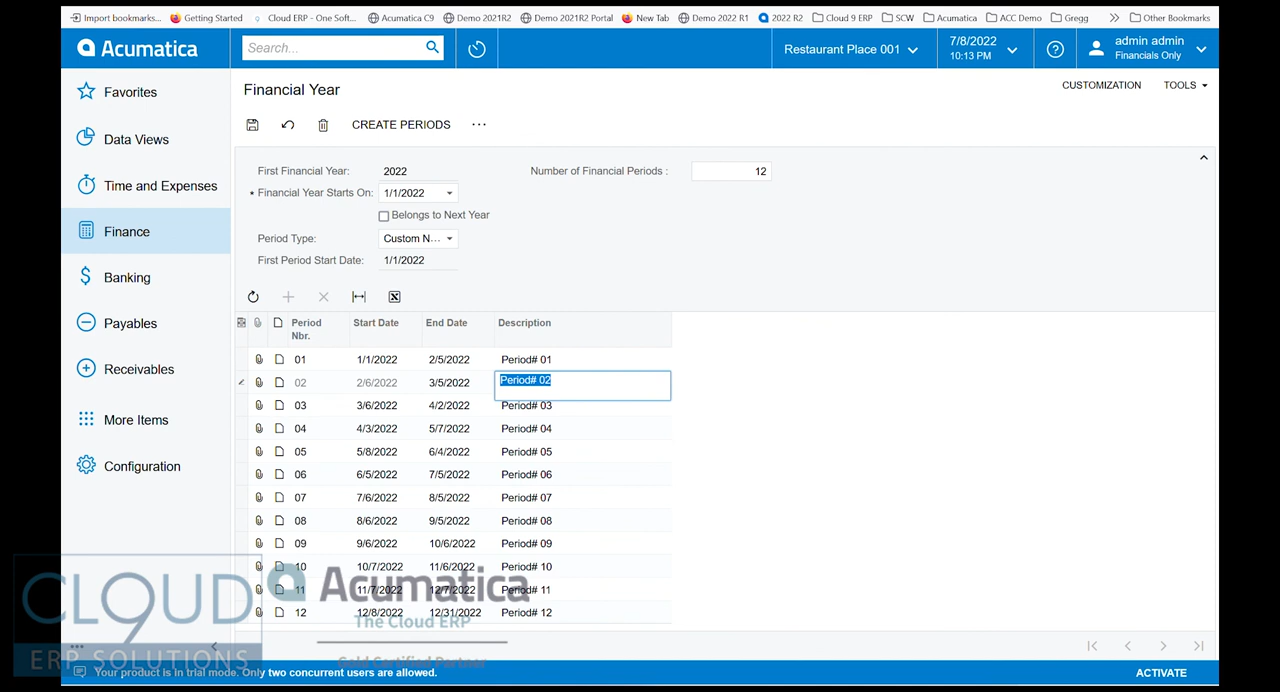 Import bookmarks... Getting Started Cloud ERP - One Soft... Acumatica C9 Demo 2021R2 Demo 2021R2 Portal New Tab Demo 2022 R1 2022 R2 Cloud 9 ERP SCW Acumatica ACC Demo Gregg Other Bookmarks
Acumatica Search... Restaurant Place 001 7/8/2022 10:13 PM admin admin Financials Only
Financial Year CUSTOMIZATION TOOLS
CREATE PERIODS
Favorites
Data Views
Time and Expenses
Finance
Banking
Payables
Receivables
More Items
Configuration
First Financial Year: 2022 Number of Financial Periods : 12
* Financial Year Starts On: 1/1/2022
Belongs to Next Year
Period Type: Custom N...
First Period Start Date: 1/1/2022
Period Nbr. Start Date End Date Description
01 1/1/2022 2/5/2022 Period# 01
02 2/6/2022 3/5/2022 Period# 02
03 3/6/2022 4/2/2022 Period# 03
04 4/3/2022 5/7/2022 Period# 04
05 5/8/2022 6/4/2022 Period# 05
06 6/5/2022 7/5/2022 Period# 06
07 7/6/2022 8/5/2022 Period# 07
08 8/6/2022 9/5/2022 Period# 08
09 9/6/2022 10/6/2022 Period# 09
10 10/7/2022 11/6/2022 Period# 10
11 11/7/2022 12/7/2022 Period# 11
12 12/8/2022 12/31/2022 Period# 12
CLOUD 9
ERP SOLUTIONS
Acumatica
The Cloud ERP
Gold Certified Partner
Your product is in trial mode. Only two concurrent users are allowed. ACTIVATE